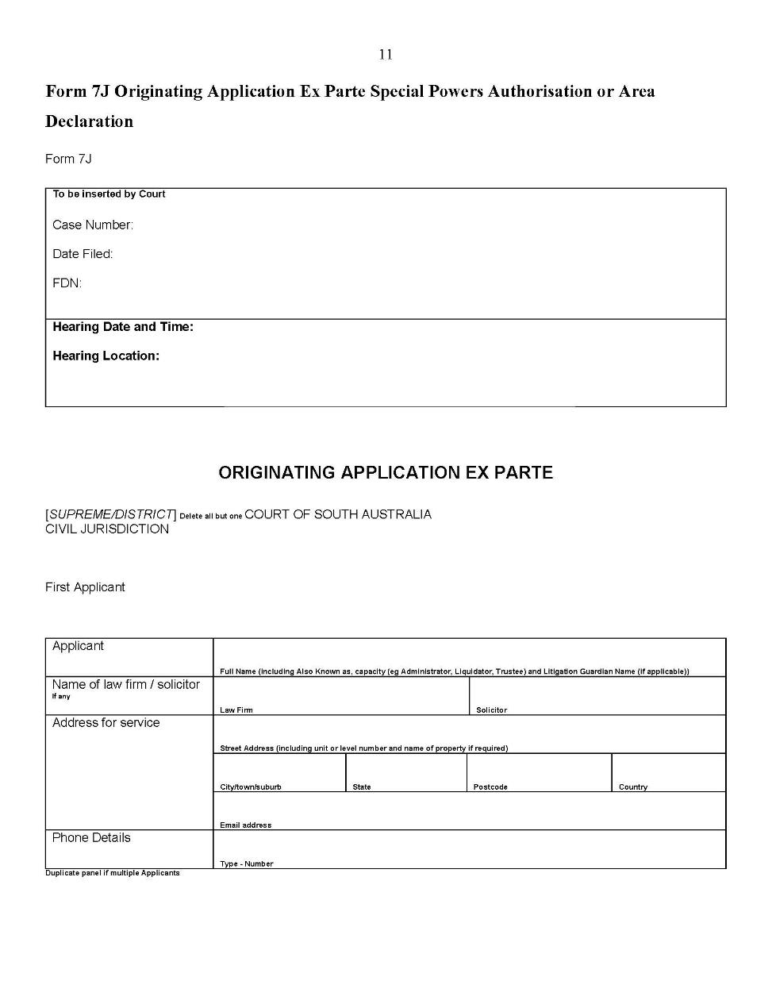 11
Form 7J Originating Application Ex Parte Special Powers Authorisation or Area
Declaration
Form 7J
To be inserted by Court
Case Number:
Date Filed:
FDN:
Hearing Date and Time:
Hearing Location:
ORIGINATING APPLICATION EX PARTE
[SUPREME/DISTRICT] Delete all but one COURT OF SOUTH AUSTRALIA
CIVIL JURISDICTION
First Applicant
Applicant
Full Name (including Also Known as, capacity (eg Administrator, Liquidator, Trustee) and Litigation Guardian Name (if applicable))
Name of law firm / solicitor
If any
Law Firm
Solicitor
Address for service
Street Address (including unit or level number and name of property if required)
City/town/suburb
State
Postcode
Country
Email address
Phone Details
Type - Number
Duplicate panel if multiple Applicants